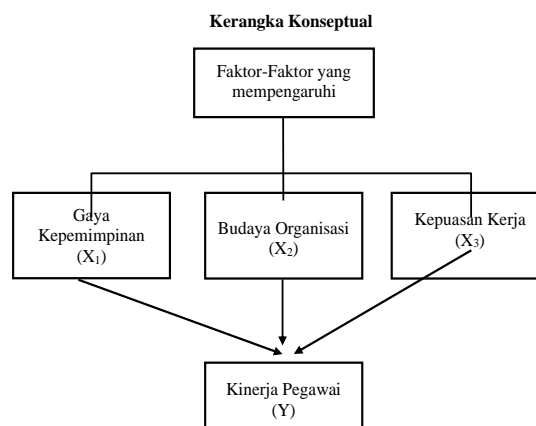 Kerangka Konseptual
Faktor-Faktor yang
mempengaruhi
Gaya
Kepemimpinan
(X₁)
Budaya Organisasi
(X₂)
Kepuasan Kerja
(X₃)
Kinerja Pegawai
(Y)